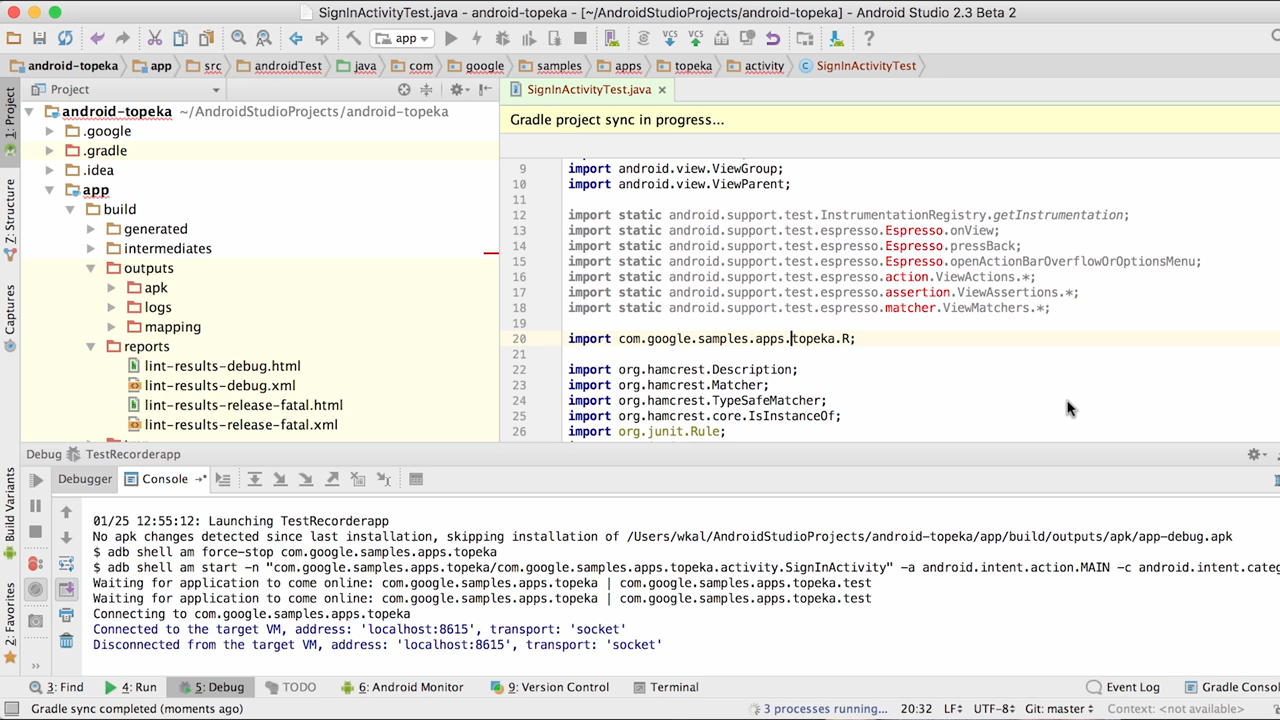 SignInActivityTest.java - android-topeka - [~/AndroidStudioProjects/android-topeka] - Android Studio 2.3 Beta 2
app
android-topeka app src androidTest java com google samples apps topeka activity SignInActivityTest
Project
SignInActivityTest.java
1: Project
Z: Structure
Captures
Build Variants
2: Favorites
android-topeka ~/AndroidStudioProjects/android-topeka
.google
.gradle
.idea
app
build
generated
intermediates
outputs
apk
logs
mapping
reports
lint-results-debug.html
lint-results-debug.xml
lint-results-release-fatal.html
lint-results-release-fatal.xml
Gradle project sync in progress...
9 import android.view.ViewGroup;
10 import android.view.ViewParent;
11
12 import static android.support.test.InstrumentationRegistry.getInstrumentation;
13 import static android.support.test.espresso.Espresso.onView;
14 import static android.support.test.espresso.Espresso.pressBack;
15 import static android.support.test.espresso.Espresso.openActionBarOverflowOrOptionsMenu;
16 import static android.support.test.espresso.action.ViewActions.*;
17 import static android.support.test.espresso.assertion.ViewAssertions.*;
18 import static android.support.test.espresso.matcher.ViewMatchers.*;
19
20 import com.google.samples.apps.topeka.R;
21
22 import org.hamcrest.Description;
23 import org.hamcrest.Matcher;
24 import org.hamcrest.TypeSafeMatcher;
25 import org.hamcrest.core.IsInstanceOf;
26 import org.junit.Rule;
Debug TestRecorderapp
Debugger Console
01/25 12:55:12: Launching TestRecorderapp
No apk changes detected since last installation, skipping installation of /Users/wkal/AndroidStudioProjects/android-topeka/app/build/outputs/apk/app-debug.apk
$ adb shell am force-stop com.google.samples.apps.topeka
$ adb shell am start -n "com.google.samples.apps.topeka/com.google.samples.apps.topeka.activity.SignInActivity" -a android.intent.action.MAIN -c android.intent.categ
Waiting for application to come online: com.google.samples.apps.topeka | com.google.samples.apps.topeka.test
Waiting for application to come online: com.google.samples.apps.topeka | com.google.samples.apps.topeka.test
Connecting to com.google.samples.apps.topeka
Connected to the target VM, address: 'localhost:8615', transport: 'socket'
Disconnected from the target VM, address: 'localhost:8615', transport: 'socket'
3: Find 4: Run 5: Debug TODO 6: Android Monitor 9: Version Control Terminal Event Log Gradle Conso
Gradle sync completed (moments ago) 3 processes running... 20:32 LF UTF-8 Git: master Context: <not available>